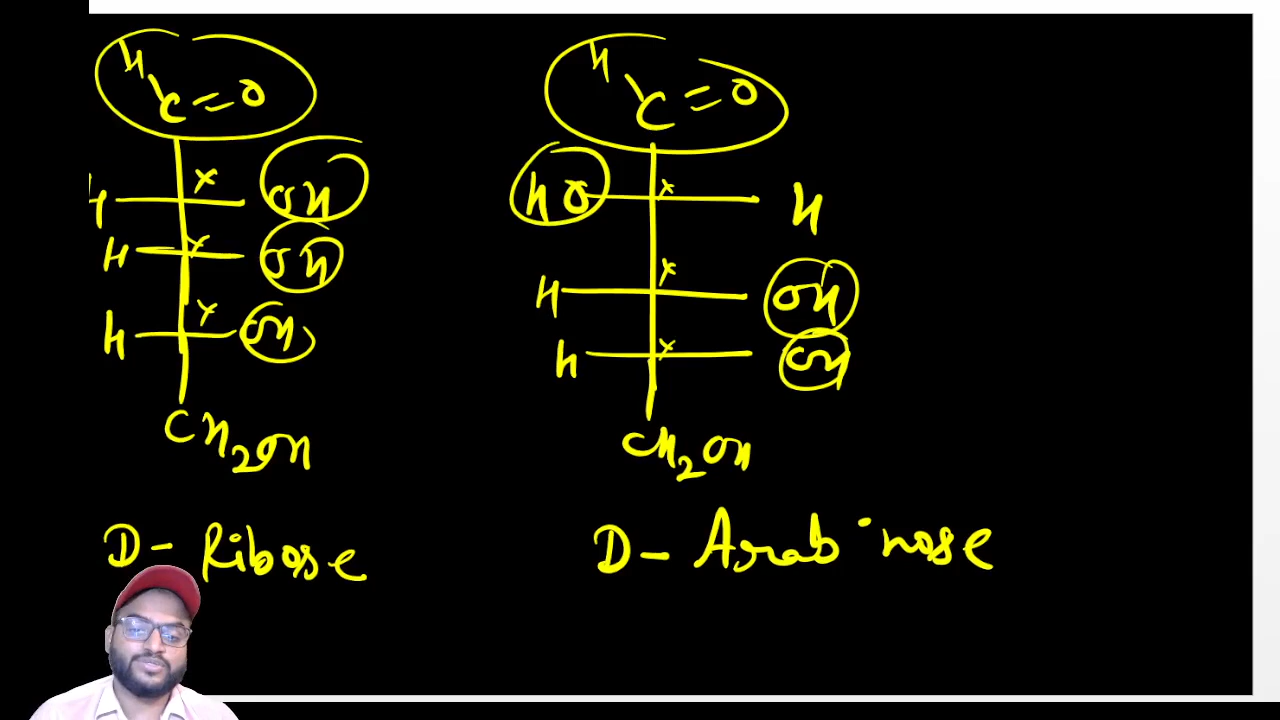 H H
C=O C=O
H x OH HO x H
H x OH H x OH
H x OH H x OH
CH2OH CH2OH
D- Ribose D- Arabinose